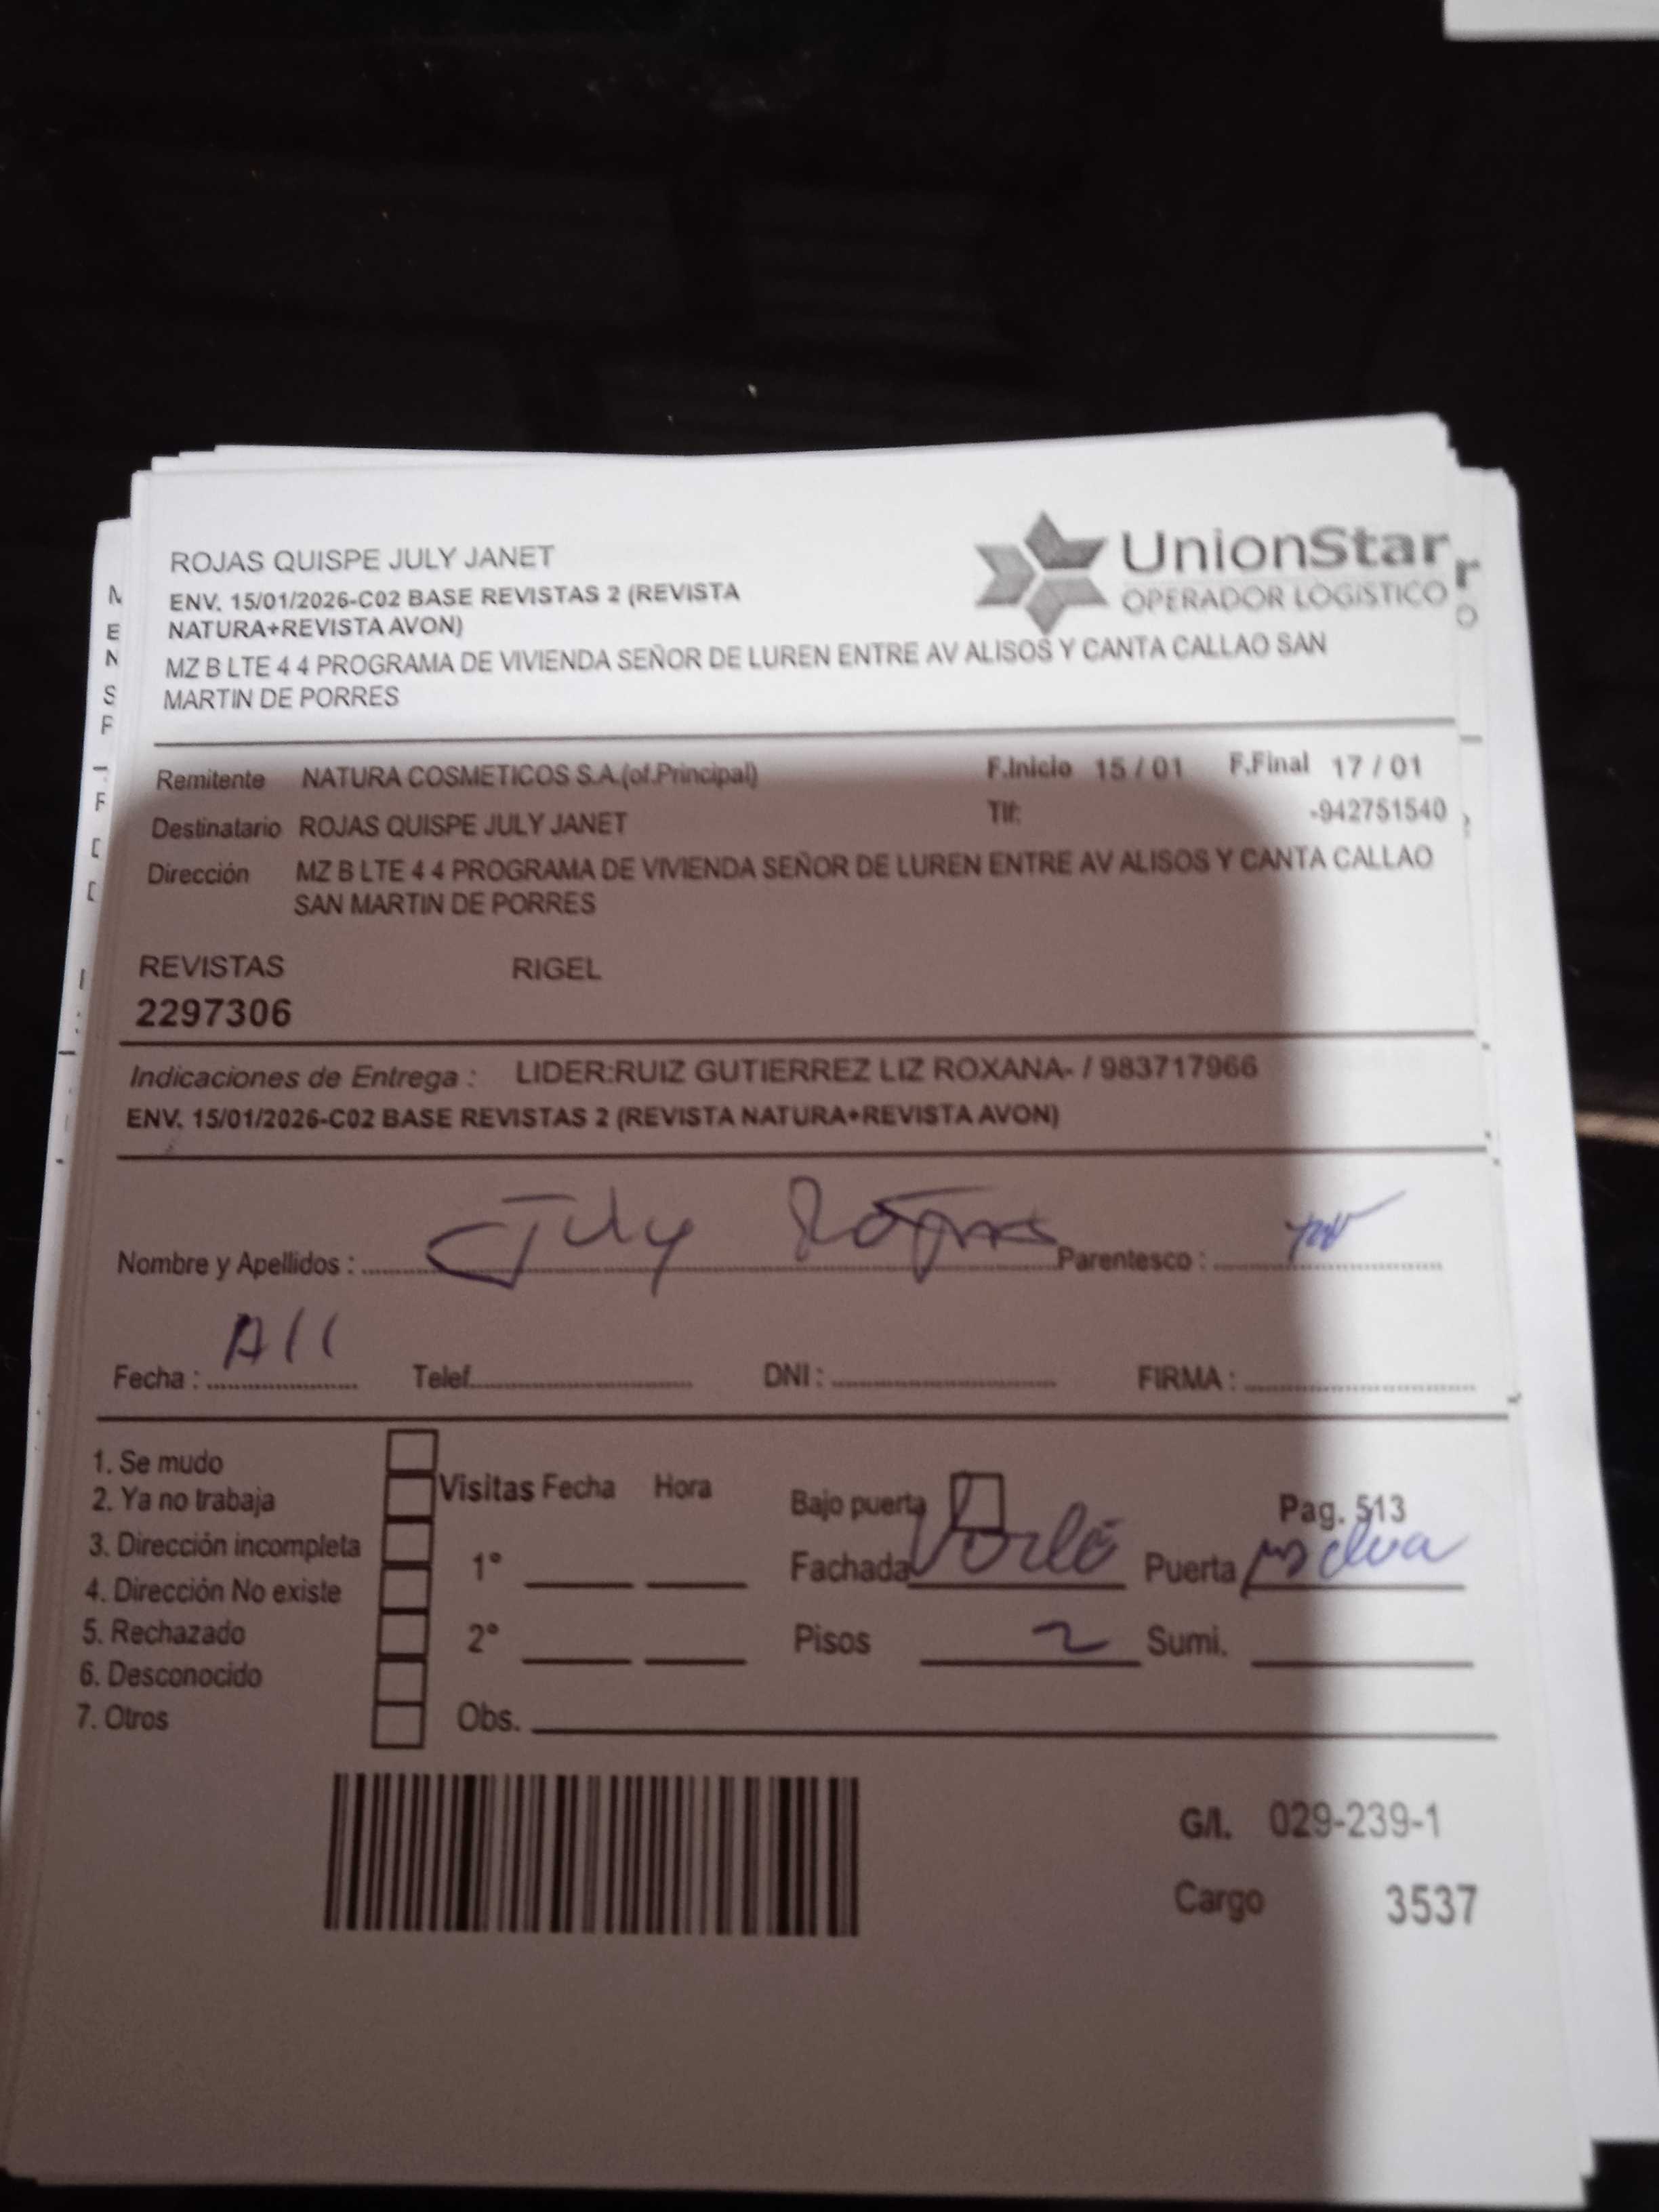 ROJAS QUISPE JULY JANET
ENV. 15/01/2026-C02 BASE REVISTAS 2 (REVISTA
NATURA+REVISTA AVON)
MZ B LTE 4 4 PROGRAMA DE VIVIENDA SEÑOR DE LUREN ENTRE AV ALISOS Y CANTA CALLAO SAN
MARTIN DE PORRES
UnionStar
OPERADOR LOGISTICO
Remitente NATURA COSMETICOS S.A.(of.Principal) F.Inicio 15 / 01 F.Final 17 / 01
Destinatario ROJAS QUISPE JULY JANET Tlf: -942751540
Dirección MZ B LTE 4 4 PROGRAMA DE VIVIENDA SEÑOR DE LUREN ENTRE AV ALISOS Y CANTA CALLAO
SAN MARTIN DE PORRES
REVISTAS RIGEL
2297306
Indicaciones de Entrega : LIDER:RUIZ GUTIERREZ LIZ ROXANA- / 983717966
ENV. 15/01/2026-C02 BASE REVISTAS 2 (REVISTA NATURA+REVISTA AVON)
Nombre y Apellidos : July Rojas Parentesco :
Fecha : Telef. DNI : FIRMA :
1. Se mudo
2. Ya no trabaja
3. Dirección incompleta
4. Dirección No existe
5. Rechazado
6. Desconocido
7. Otros
Visitas Fecha Hora
1°
2°
Obs.
Bajo puerta Pag. 513
Fachada Puerta
Pisos 2 Sumi.
G/I. 029-239-1
Cargo 3537